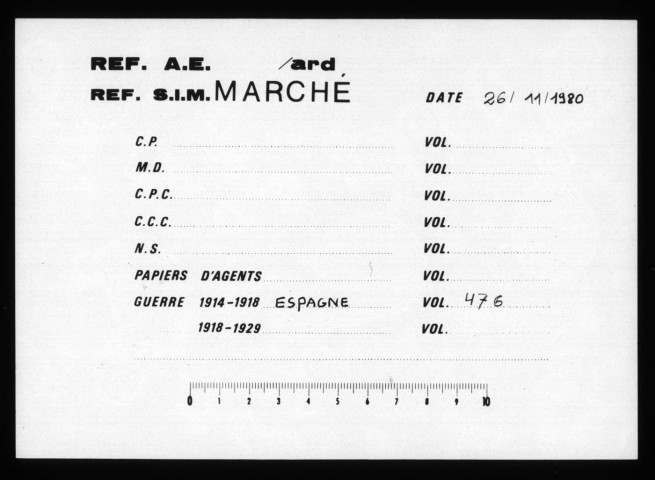 REF. A.E. /ard
REF. S.I.M. MARCHÉ DATE 26/11/1980
C.P. VOL.
M.D. VOL.
C.P.C. VOL.
C.C.C. VOL.
N.S. VOL.
PAPIERS D'AGENTS VOL.
GUERRE 1914-1918 ESPAGNE VOL. 476
1918-1929 VOL.
0 1 2 3 4 5 6 7 8 9 10